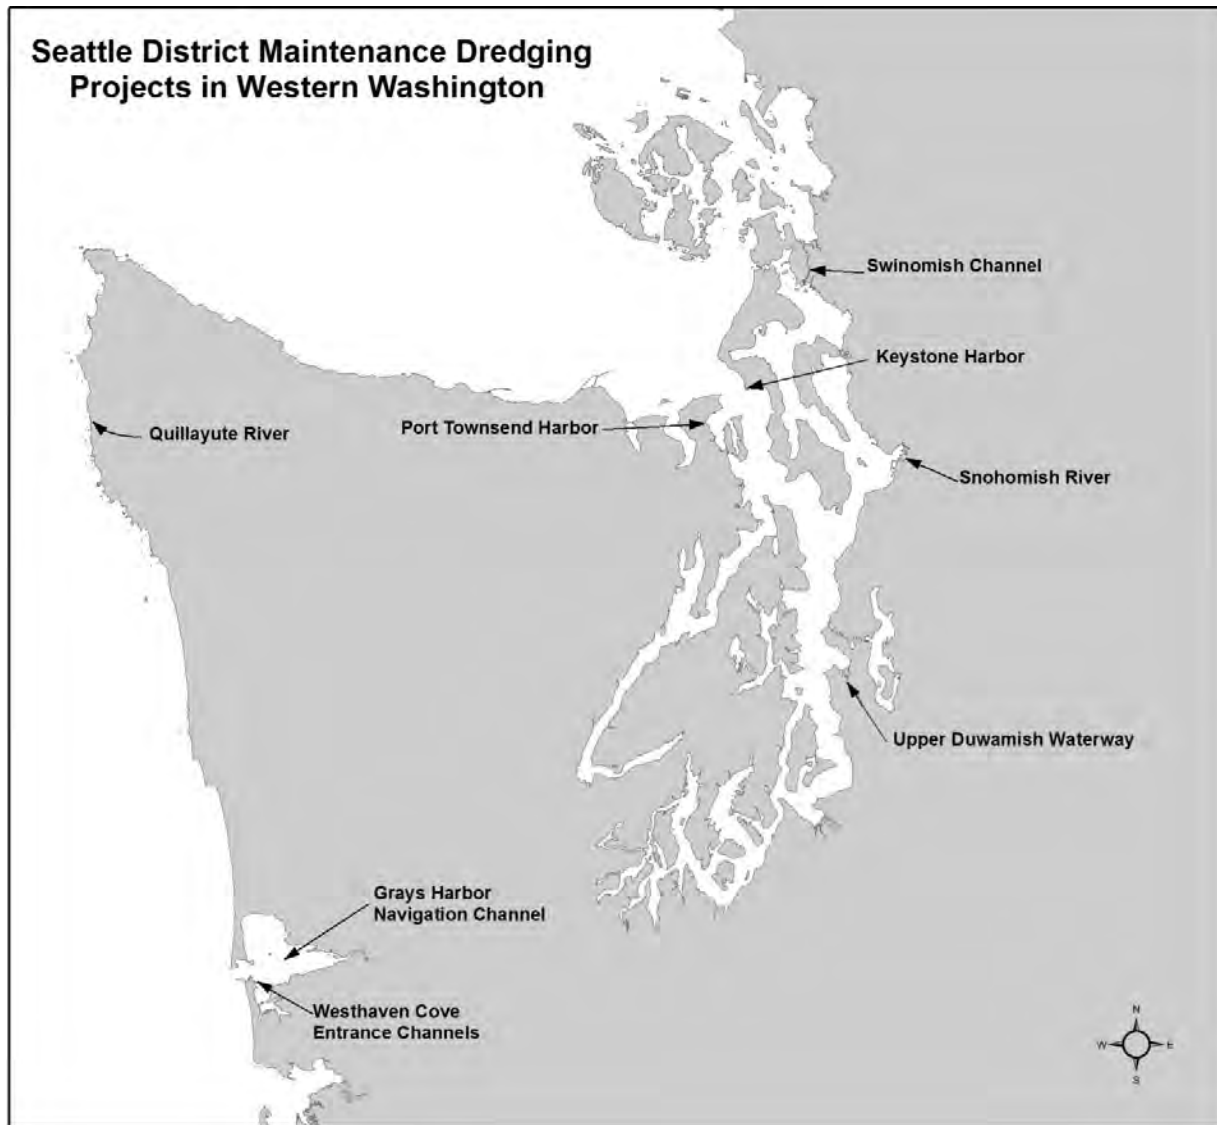 Seattle District Maintenance Dredging
Projects in Western Washington
Swinomish Channel
Keystone Harbor
Port Townsend Harbor
Quillayute River
Snohomish River
Upper Duwamish Waterway
Grays Harbor
Navigation Channel
Westhaven Cove
Entrance Channels
N
W E
S